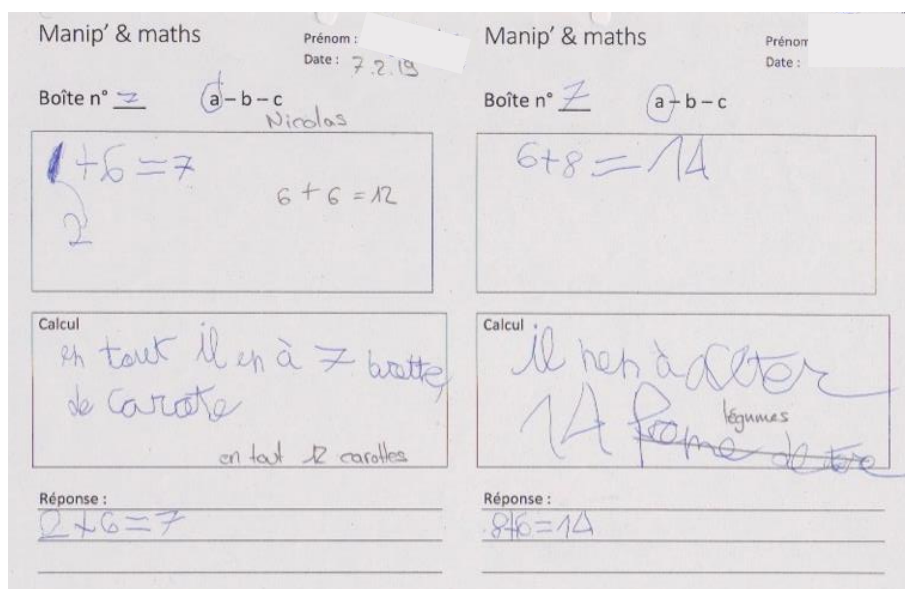 Manip' & maths
Prénom :
Date : 7.2.19
Boîte n° 7 a – b – c
Nicolas
1+6=7
6 + 6 = 12
2
Calcul
en tout il en à 7 botte
de carote
en tout 12 carottes
Réponse :
2+6=7
Manip' & maths
Prénom
Date :
Boîte n° 7 a – b – c
6+8=14
Calcul
il nen à
14 légumes
pome de tere
Réponse :
8+6=14